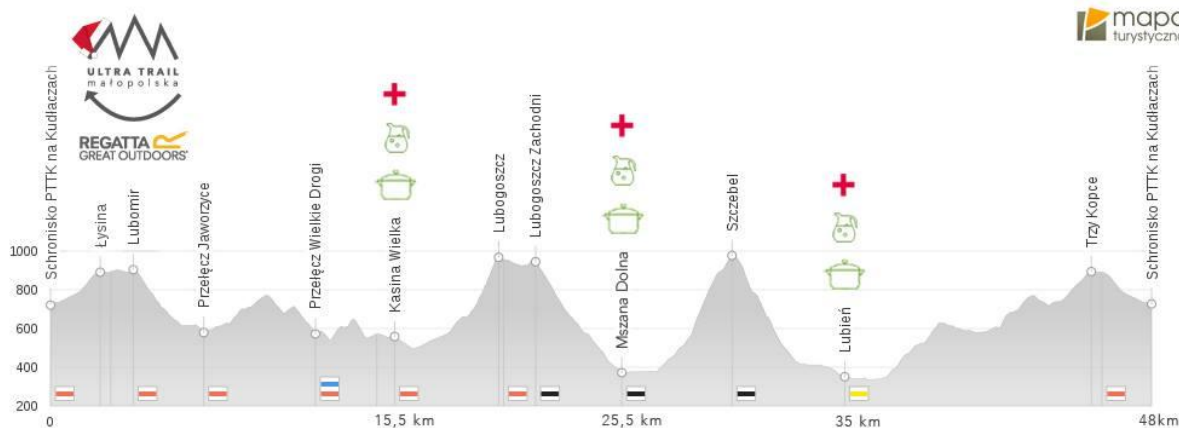 ULTRA TRAIL
małopolska
REGATTA
GREAT OUTDOORS
mapa
turystyczna
Schronisko PTTK na Kudłaczach
Łysina
Lubomir
Przełęcz Jaworzyce
Przełęcz Wielkie Drogi
Kasina Wielka
Lubogoszcz
Lubogoszcz Zachodni
Mszana Dolna
Szczebel
Lubień
Trzy Kopce
Schronisko PTTK na Kudłaczach
1000
800
600
400
200
0
15,5 km
25,5 km
35 km
48km